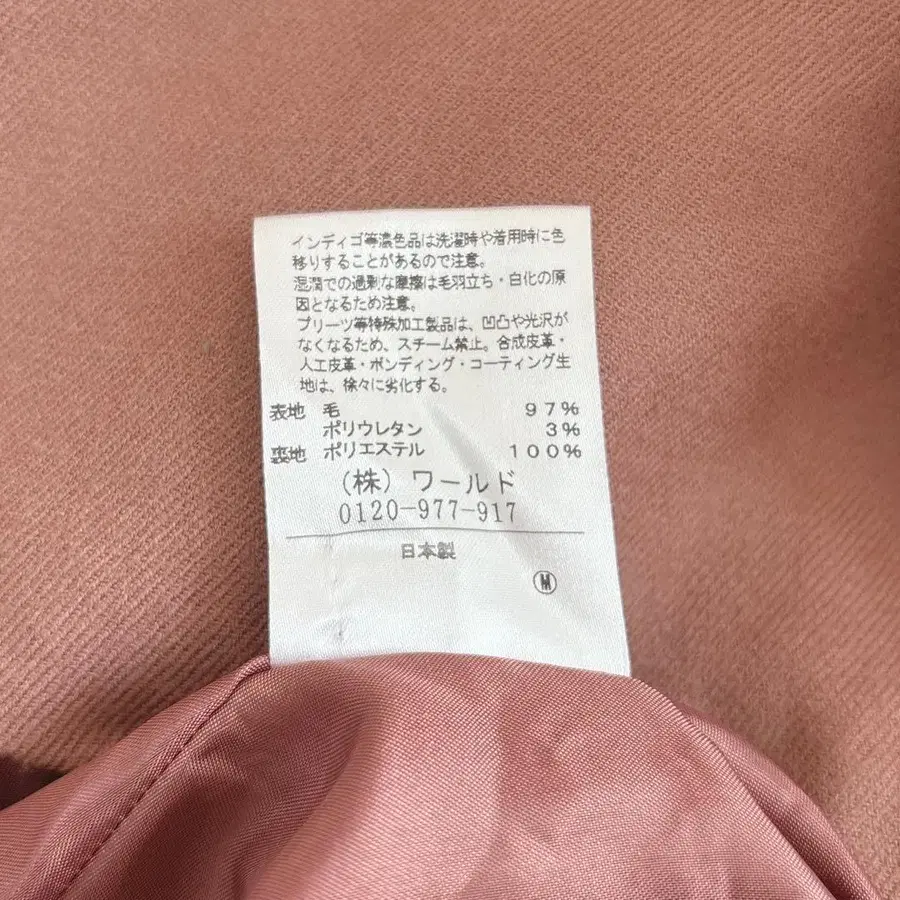 インディゴ等濃色品は洗濯時や着用時に色
移りすることがあるので注意。
湿潤での過剰な摩擦は毛羽立ち・白化の原
因となるため注意。
プリーツ等特殊加工製品は、凹凸や光沢が
なくなるため、スチーム禁止。合成皮革・
人工皮革・ボンディング・コーティング生
地は、徐々に劣化する。
表地 毛 97%
ポリウレタン 3%
裏地 ポリエステル 100%
(株) ワールド
0120-977-917
日本製
Ⓜ